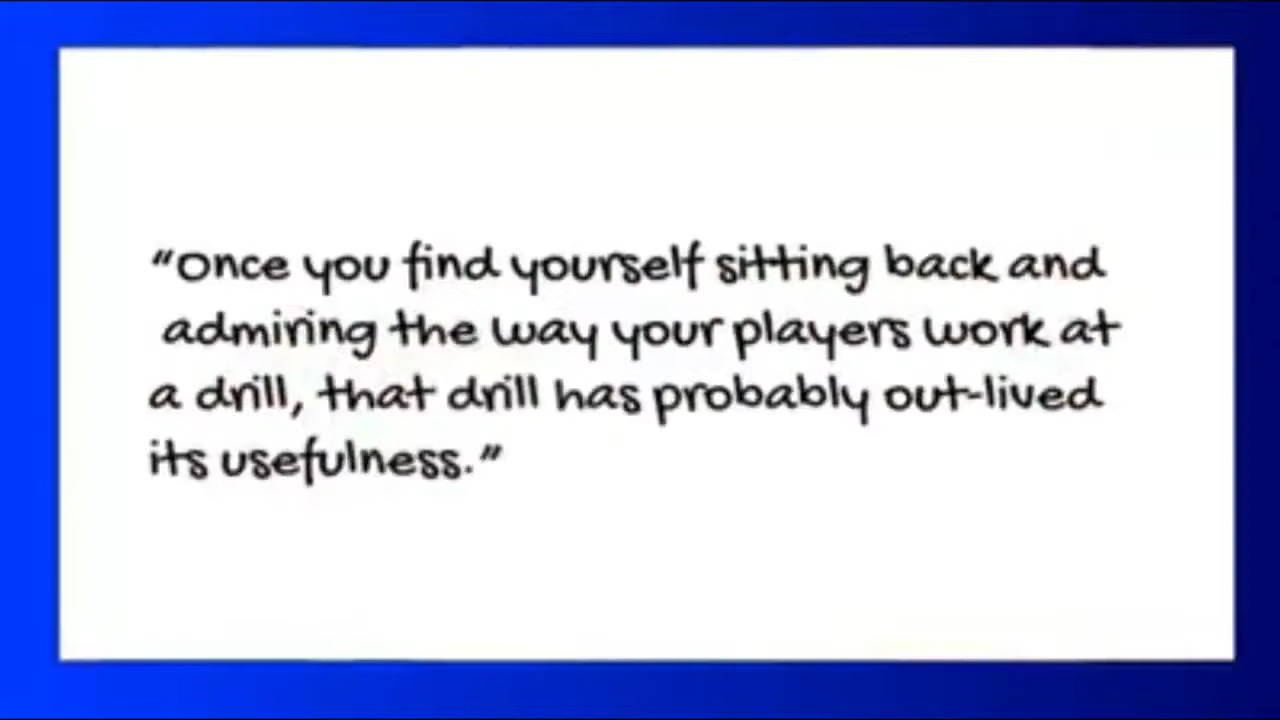 "Once you find yourself sitting back and
admiring the way your players work at
a drill, that drill has probably out-lived
its usefulness."